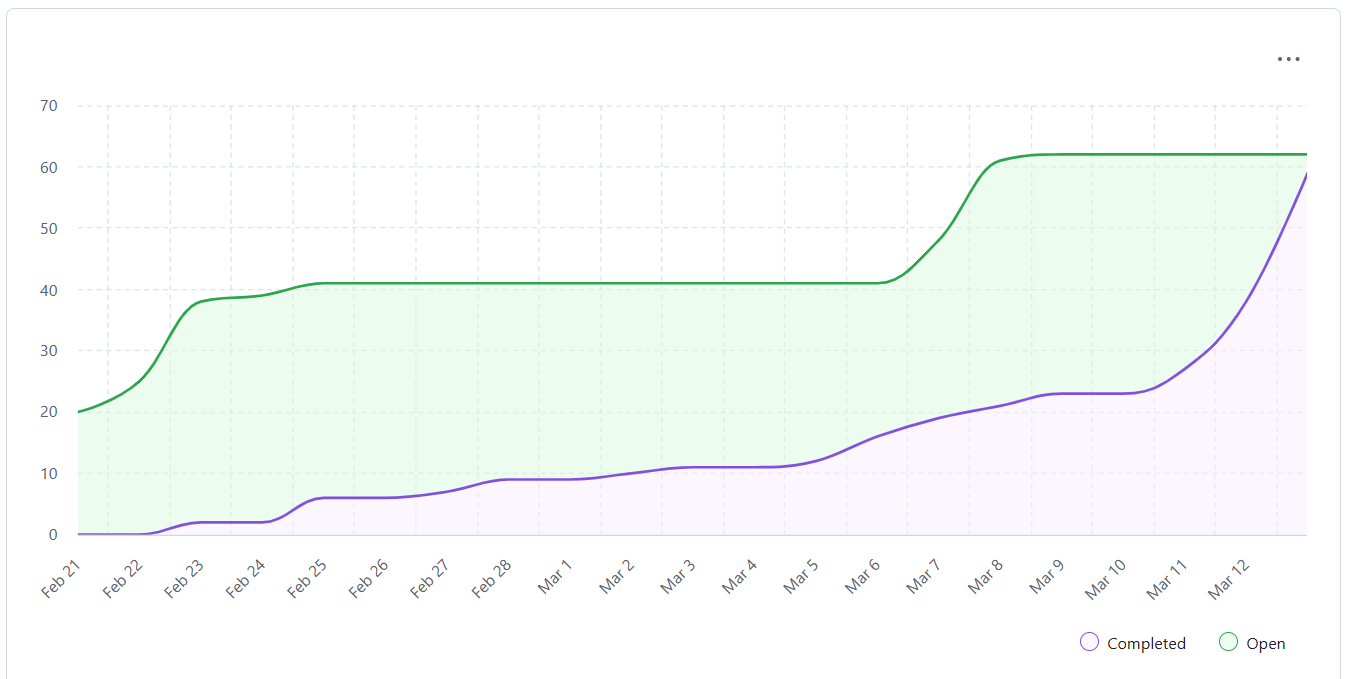 70
60
50
40
30
20
10
0
Feb 21
Feb 22
Feb 23
Feb 24
Feb 25
Feb 26
Feb 27
Feb 28
Mar 1
Mar 2
Mar 3
Mar 4
Mar 5
Mar 6
Mar 7
Mar 8
Mar 9
Mar 10
Mar 11
Mar 12
Completed
Open